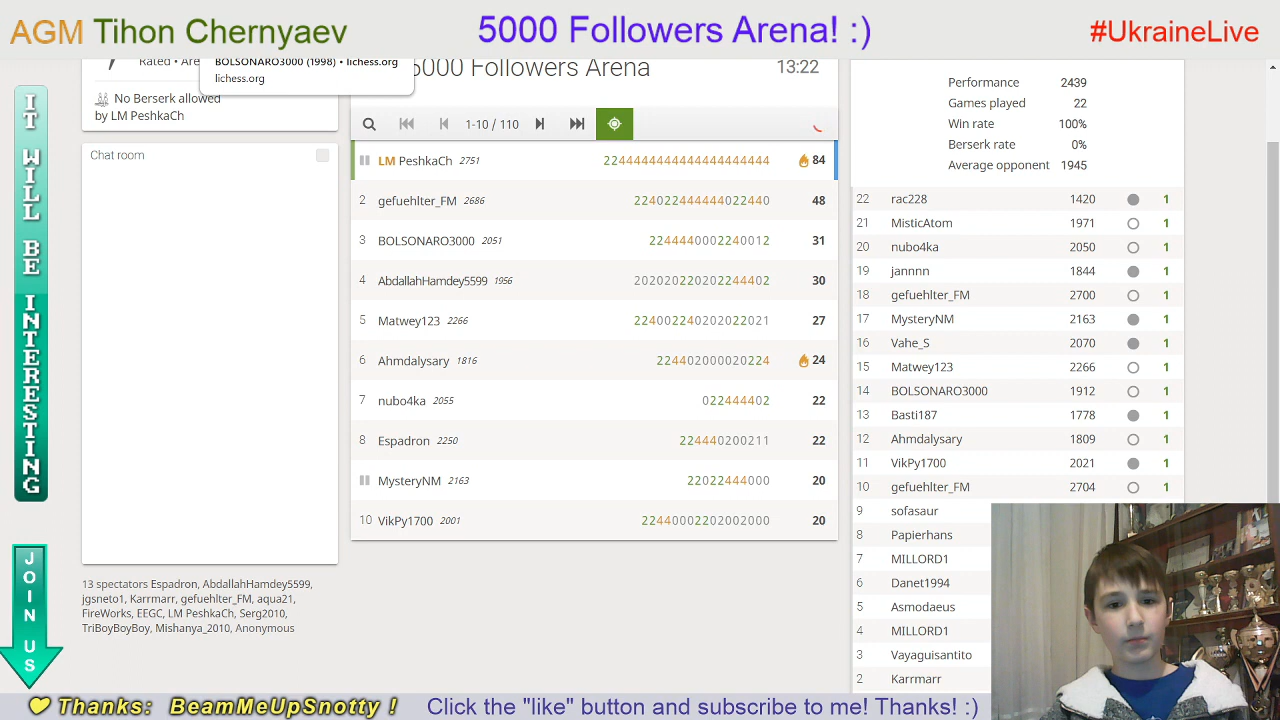 AGM Tihon Chernyaev
5000 Followers Arena! :)
#UkraineLive
IT WILL BE INTERESTING
JOIN US
Rated • Are
BOLSONARO3000 (1998) • lichess.org
lichess.org
5000 Followers Arena
13:22
No Berserk allowed
by LM PeshkaCh
Chat room
1-10 / 110
LM PeshkaCh 2751 2244444444444444444444 84
2 gefuehlter_FM 2686 224022444444022440 48
3 BOLSONARO3000 2051 2244440002240012 31
4 AbdallahHamdey5599 1956 202020220202244402 30
5 Matwey123 2266 224002240202022021 27
6 Ahmdalysary 1816 224402000020224 24
7 nubo4ka 2055 022444402 22
8 Espadron 2250 224440200211 22
MysteryNM 2163 22022444000 20
10 VikPy1700 2001 22440002202002000 20
13 spectators Espadron, AbdallahHamdey5599,
jgsneto1, Karrmarr, gefuehlter_FM, aqua21,
FireWorks, EEGC, LM PeshkaCh, Serg2010,
TriBoyBoyBoy, Mishanya_2010, Anonymous
Performance 2439
Games played 22
Win rate 100%
Berserk rate 0%
Average opponent 1945
22 rac228 1420 1
21 MisticAtom 1971 1
20 nubo4ka 2050 1
19 jannnn 1844 1
18 gefuehlter_FM 2700 1
17 MysteryNM 2163 1
16 Vahe_S 2070 1
15 Matwey123 2266 1
14 BOLSONARO3000 1912 1
13 Basti187 1778 1
12 Ahmdalysary 1809 1
11 VikPy1700 2021 1
10 gefuehlter_FM 2704 1
9 sofasaur
8 Papierhans
7 MILLORD1
6 Danet1994
5 Asmodaeus
4 MILLORD1
3 Vayaguisantito
2 Karrmarr
Thanks: BeamMeUpSnotty !
Click the "like" button and subscribe to me! Thanks! :)